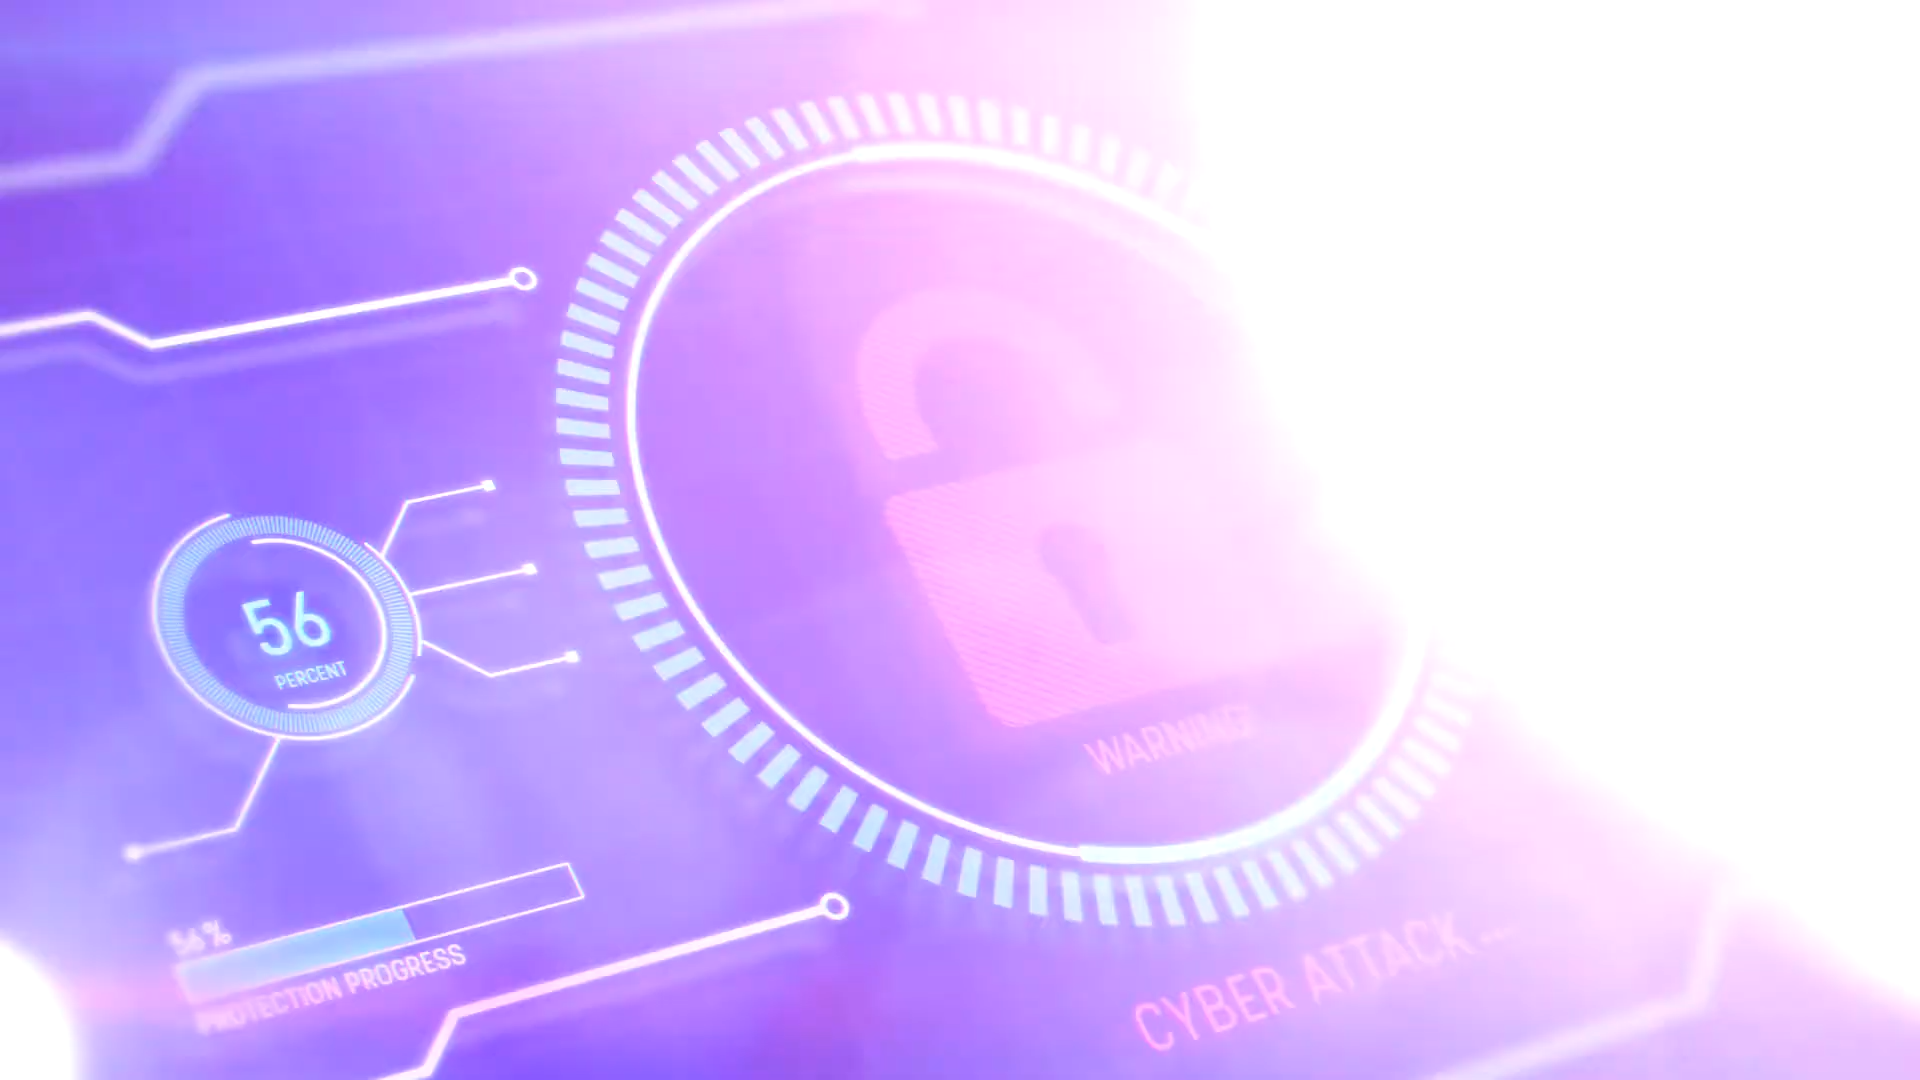 56
PERCENT
WARNING!
56%
PROTECTION PROGRESS
CYBER ATTACK...